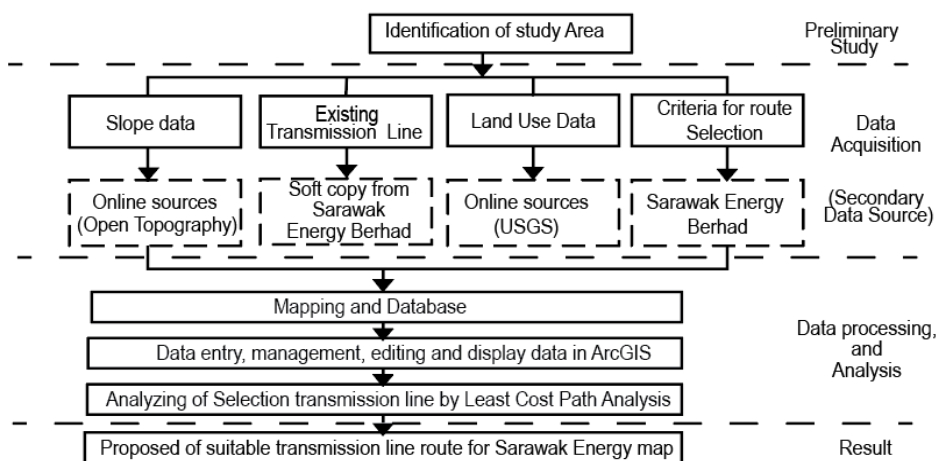 Identification of study Area
Preliminary
Study
Slope data
Existing
Transmission Line
Land Use Data
Criteria for route
Selection
Data
Acquisition
Online sources
(Open Topography)
Soft copy from
Sarawak
Energy Berhad
Online sources
(USGS)
Sarawak Energy
Berhad
(Secondary
Data Source)
Mapping and Database
Data entry, management, editing and display data in ArcGIS
Analyzing of Selection transmission line by Least Cost Path Analysis
Data processing,
and
Analysis
Proposed of suitable transmission line route for Sarawak Energy map
Result